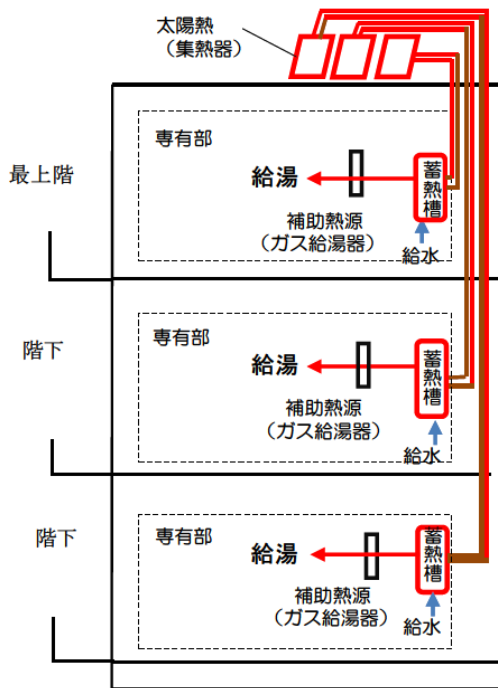 太陽熱
（集熱器）
最上階
専有部
給湯
蓄熱槽
補助熱源
（ガス給湯器）
給水
階下
専有部
給湯
蓄熱槽
補助熱源
（ガス給湯器）
給水
階下
専有部
給湯
蓄熱槽
補助熱源
（ガス給湯器）
給水